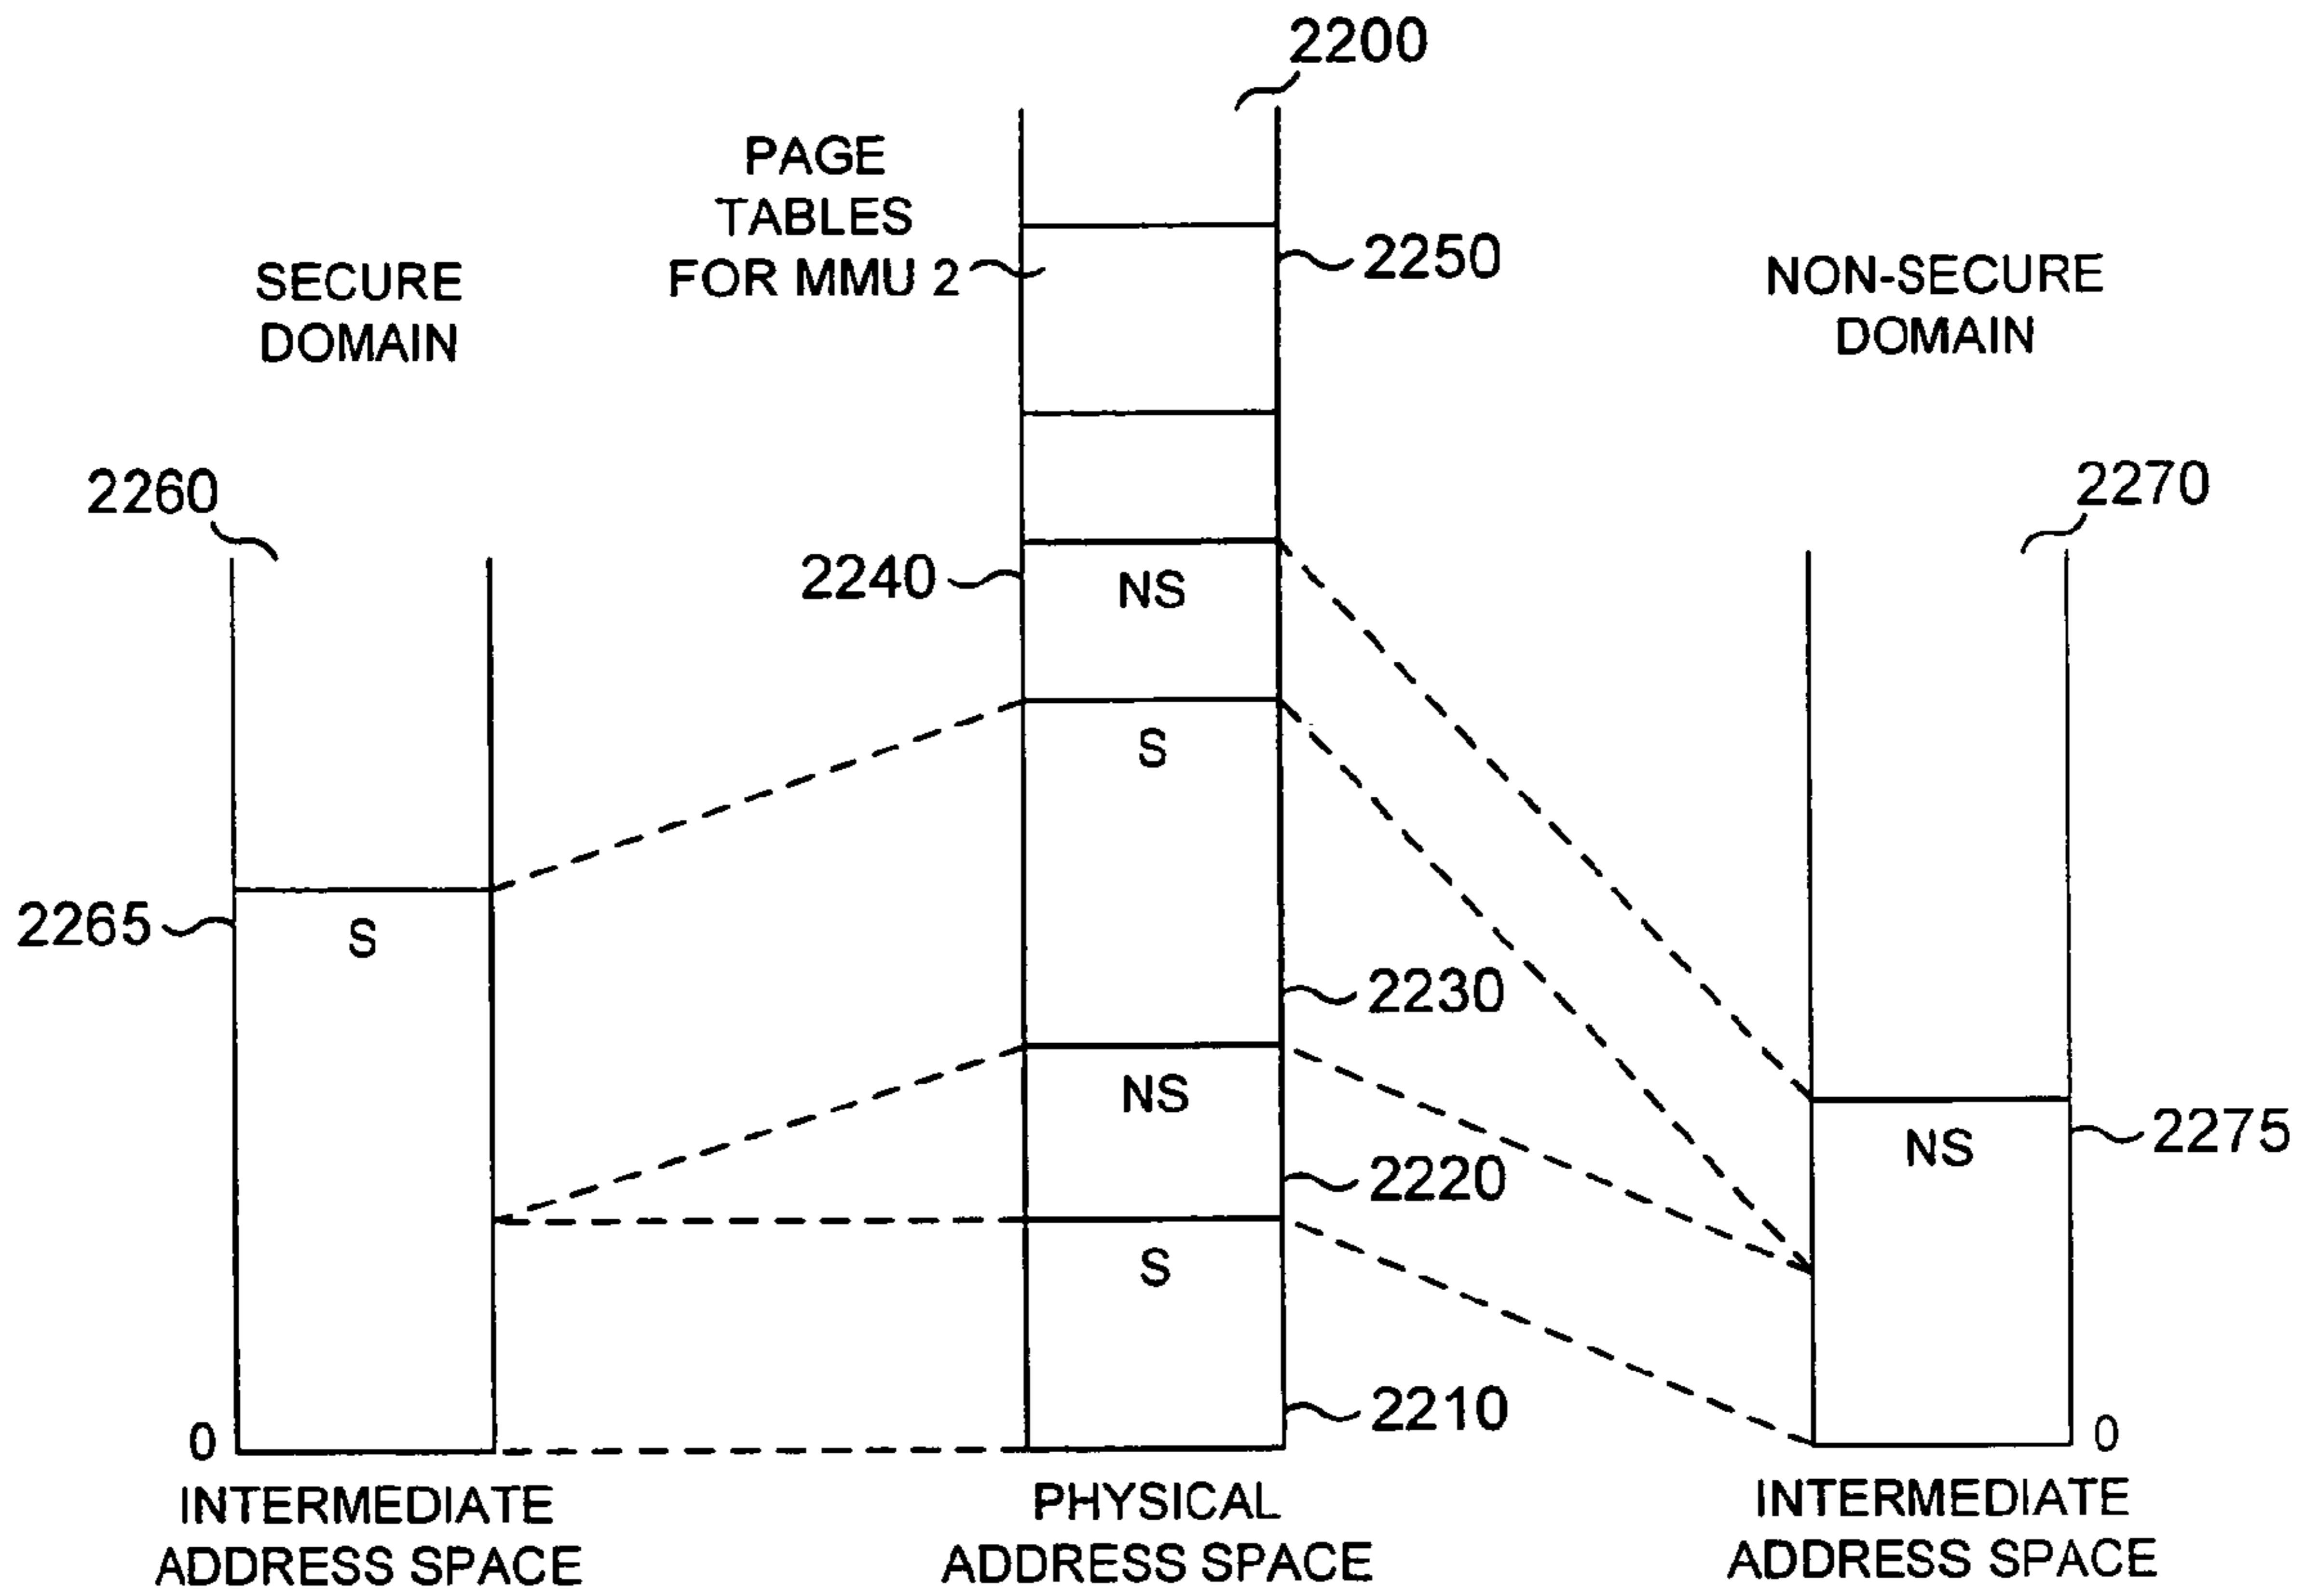 2200
PAGE
TABLES
FOR MMU 2
2250
SECURE
DOMAIN
NON-SECURE
DOMAIN
2260
2270
2240
NS
S
2265
S
2230
NS
2275
NS
2220
S
2210
0
0
INTERMEDIATE
ADDRESS SPACE
PHYSICAL
ADDRESS SPACE
INTERMEDIATE
ADDRESS SPACE